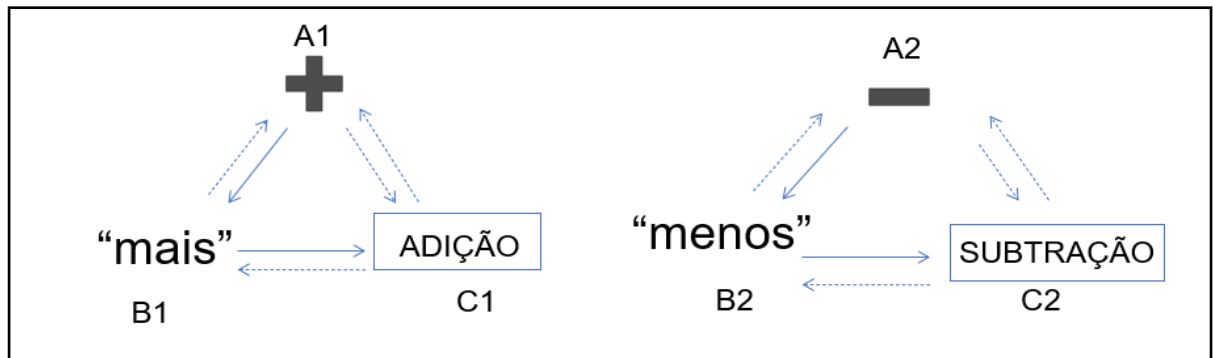 A1
“mais”
ADIÇÃO
B1
C1
A2
“menos”
SUBTRAÇÃO
B2
C2